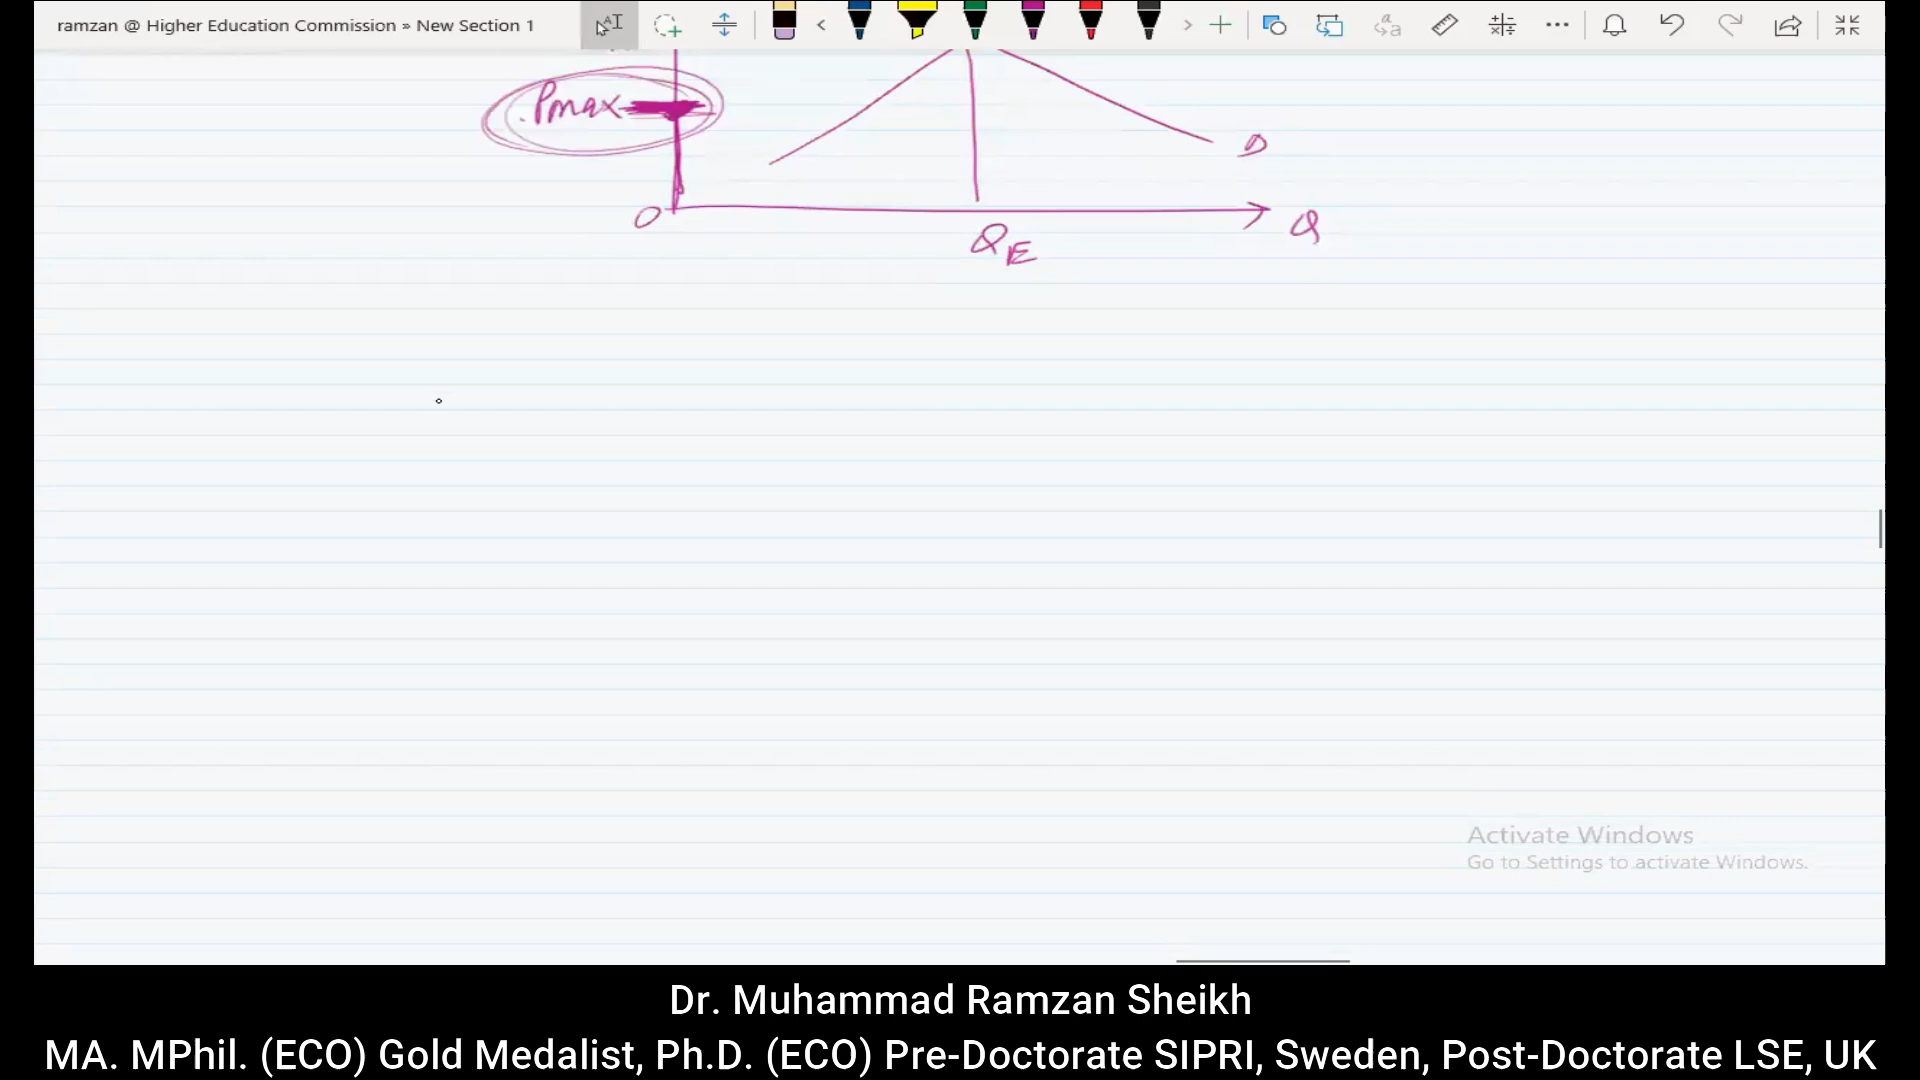 ramzan @ Higher Education Commission » New Section 1
Pmax
D
O
Q
QE
Activate Windows
Go to Settings to activate Windows.
Dr. Muhammad Ramzan Sheikh
MA. MPhil. (ECO) Gold Medalist, Ph.D. (ECO) Pre-Doctorate SIPRI, Sweden, Post-Doctorate LSE, UK